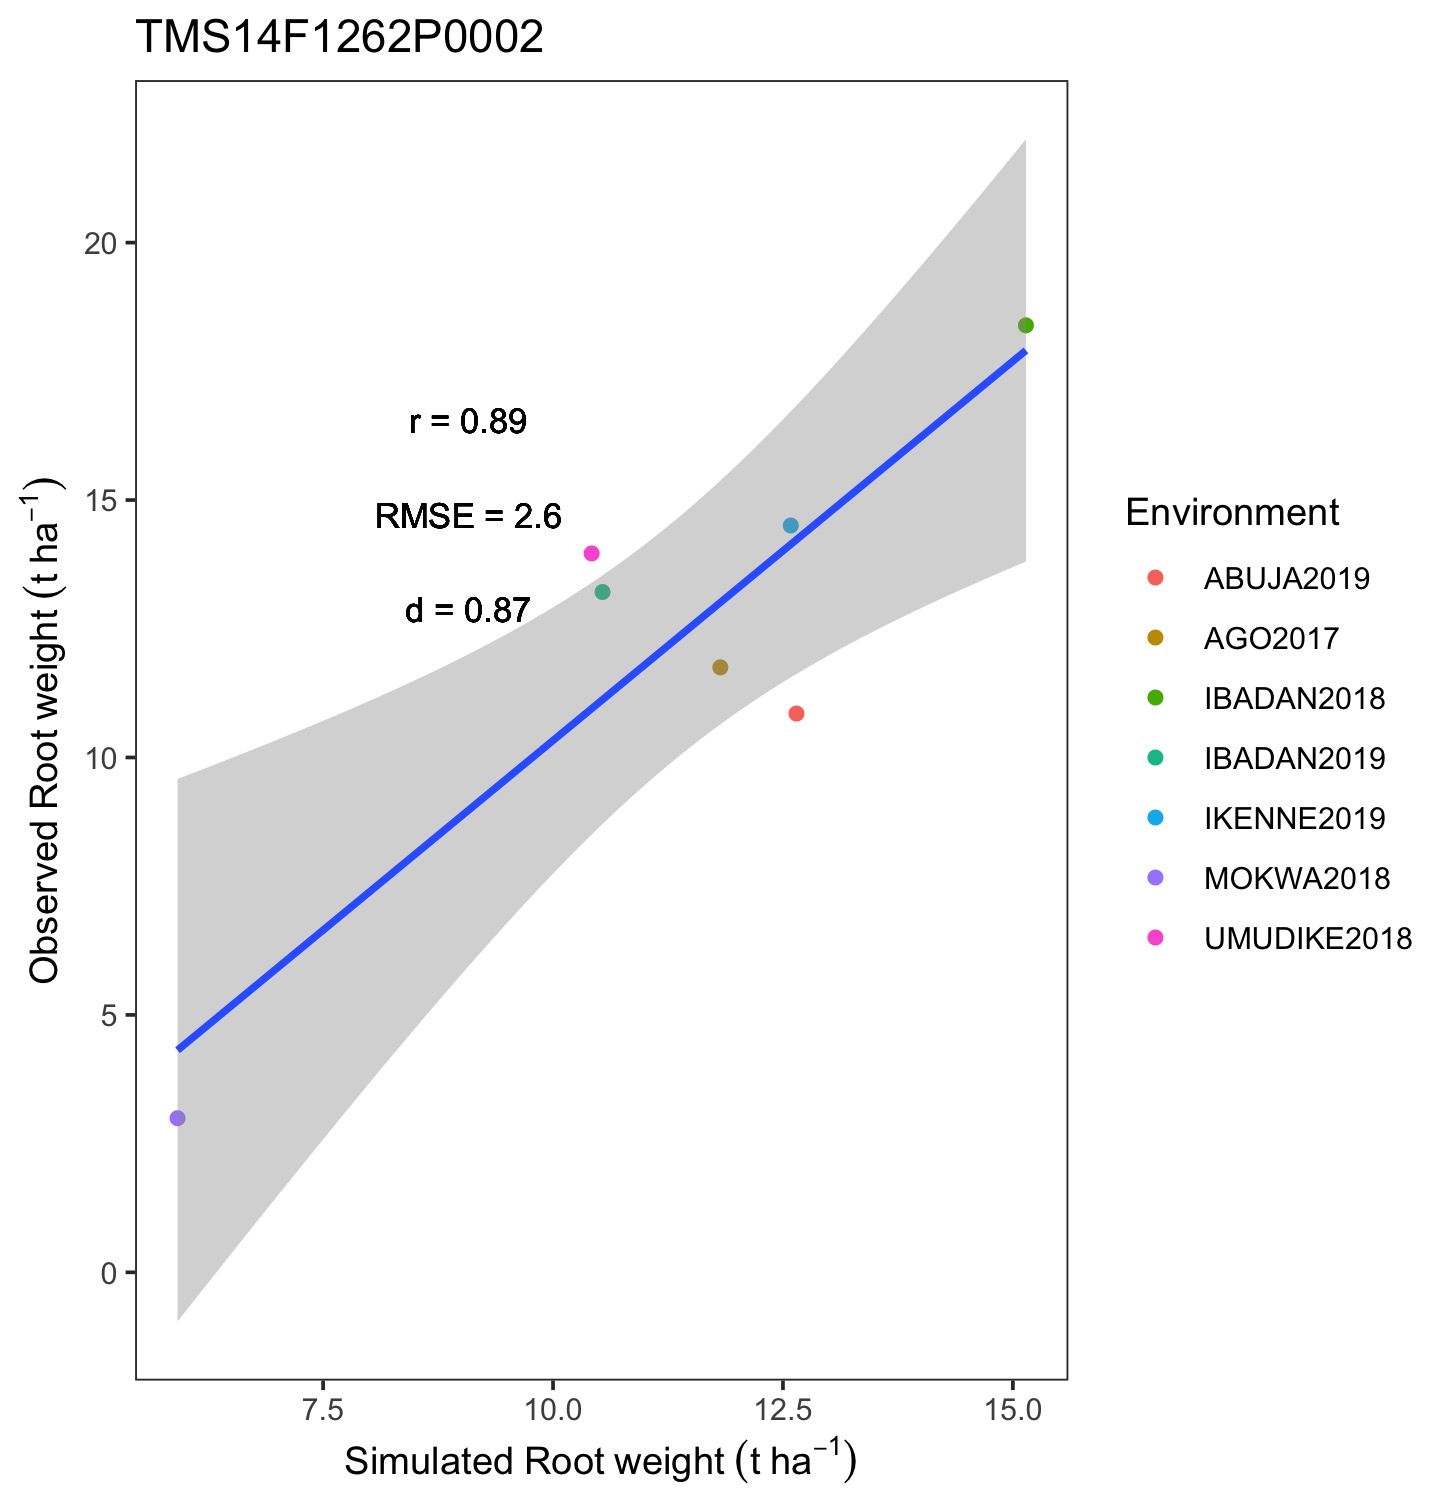 TMS14F1262P0002
Observed Root weight (t ha⁻¹)
20
15
10
5
0
r = 0.89
RMSE = 2.6
d = 0.87
7.5 10.0 12.5 15.0
Simulated Root weight (t ha⁻¹)
Environment
ABUJA2019
AGO2017
IBADAN2018
IBADAN2019
IKENNE2019
MOKWA2018
UMUDIKE2018